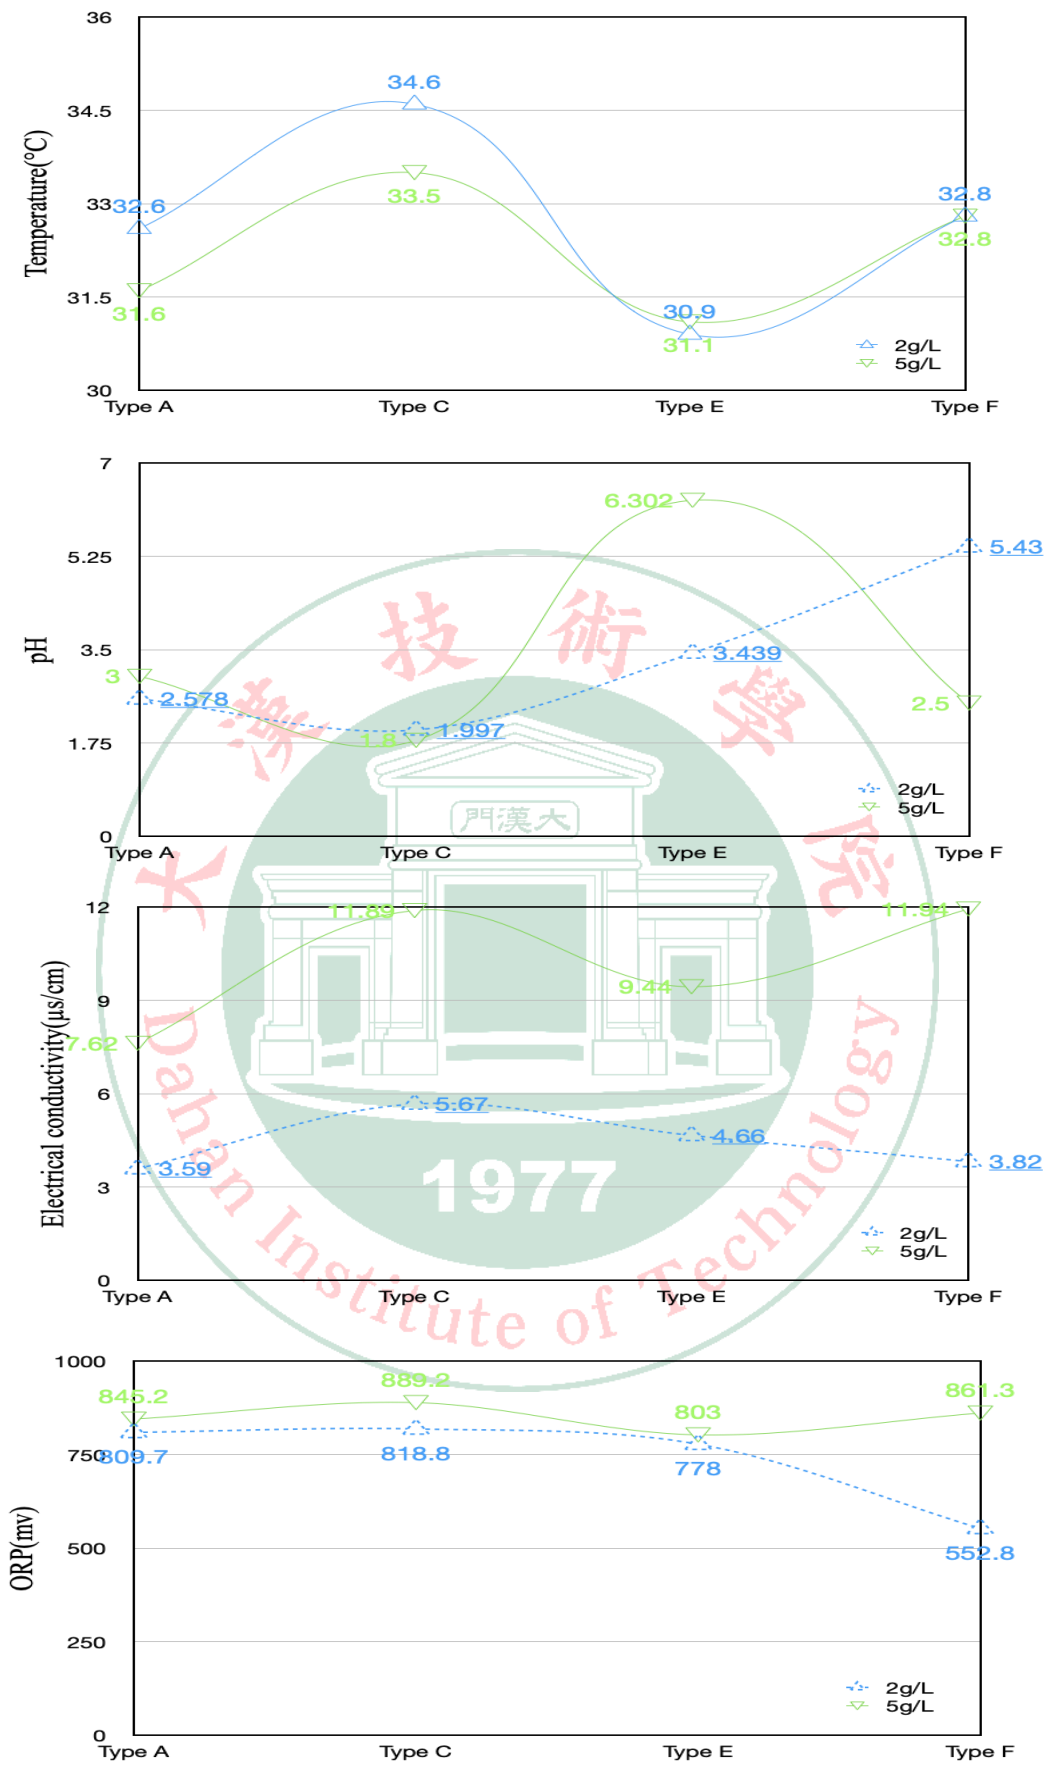 36
34.6
34.5
33
32.6
32.8
33.5
32.8
31.6
31.5
30.9
31.1
30
Temperature(°C)
2g/L
5g/L
Type A Type C Type E Type F
7
6.302
5.25
5.43
3.5
3.439
3
2.578
2.5
1.997
1.8
1.75
0
pH
2g/L
5g/L
Type A Type C Type E Type F
大漢技術學院
門漢大
12
11.89
11.94
9.44
9
7.62
6
5.67
4.66
3.59
3.82
3
0
Electrical conductivity(µs/cm)
1977
Dahan Institute of Technology
2g/L
5g/L
Type A Type C Type E Type F
1000
845.2
889.2
803
861.3
750
809.7
818.8
778
552.8
500
250
0
ORP(mv)
2g/L
5g/L
Type A Type C Type E Type F